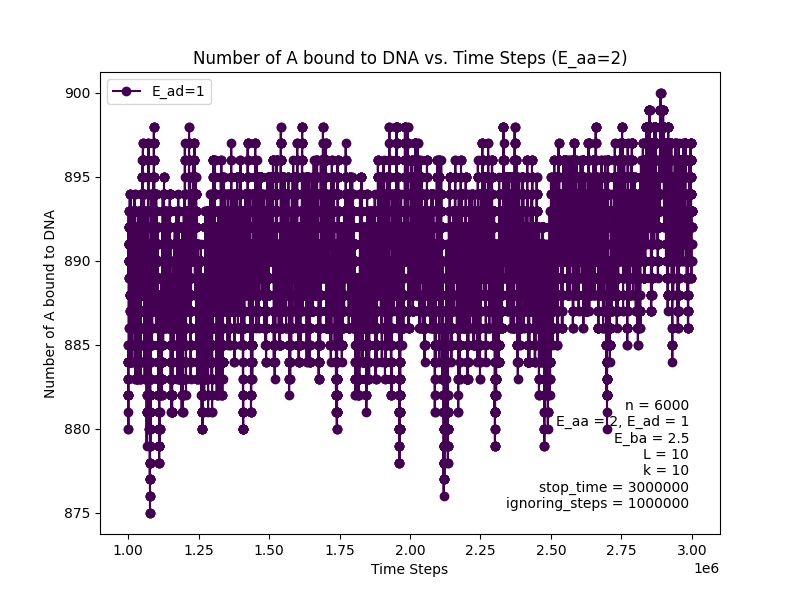 Number of A bound to DNA vs. Time Steps (E_aa=2)
E_ad=1
Number of A bound to DNA
900
895
890
885
880
875
n = 6000
E_aa = 2, E_ad = 1
E_ba = 2.5
L = 10
k = 10
stop_time = 3000000
ignoring_steps = 1000000
1.00 1.25 1.50 1.75 2.00 2.25 2.50 2.75 3.00
1e6
Time Steps